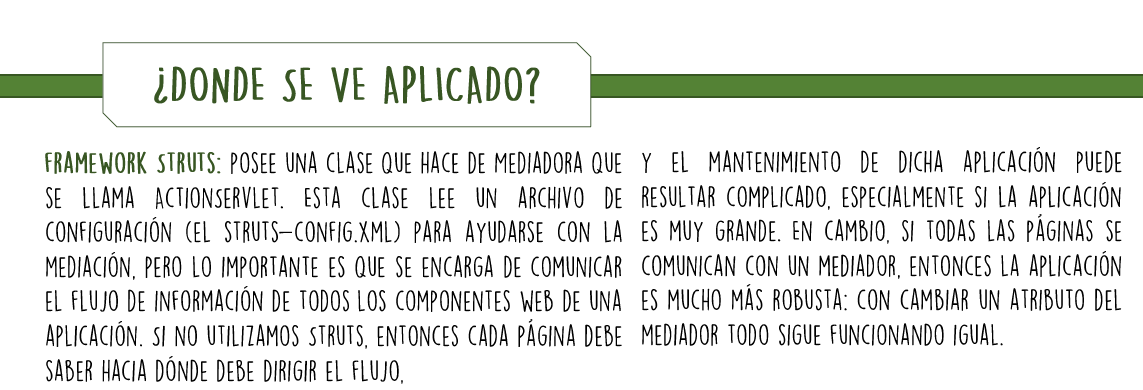 ¿DONDE SE VE APLICADO?
FRAMEWORK STRUTS: POSEE UNA CLASE QUE HACE DE MEDIADORA QUE
SE LLAMA ACTIONSERVLET. ESTA CLASE LEE UN ARCHIVO DE
CONFIGURACIÓN (EL STRUTS-CONFIG.XML) PARA AYUDARSE CON LA
MEDIACIÓN, PERO LO IMPORTANTE ES QUE SE ENCARGA DE COMUNICAR
EL FLUJO DE INFORMACIÓN DE TODOS LOS COMPONENTES WEB DE UNA
APLICACIÓN. SI NO UTILIZAMOS STRUTS, ENTONCES CADA PÁGINA DEBE
SABER HACIA DÓNDE DEBE DIRIGIR EL FLUJO,
Y EL MANTENIMIENTO DE DICHA APLICACIÓN PUEDE
RESULTAR COMPLICADO, ESPECIALMENTE SI LA APLICACIÓN
ES MUY GRANDE. EN CAMBIO, SI TODAS LAS PÁGINAS SE
COMUNICAN CON UN MEDIADOR, ENTONCES LA APLICACIÓN
ES MUCHO MÁS ROBUSTA: CON CAMBIAR UN ATRIBUTO DEL
MEDIADOR TODO SIGUE FUNCIONANDO IGUAL.